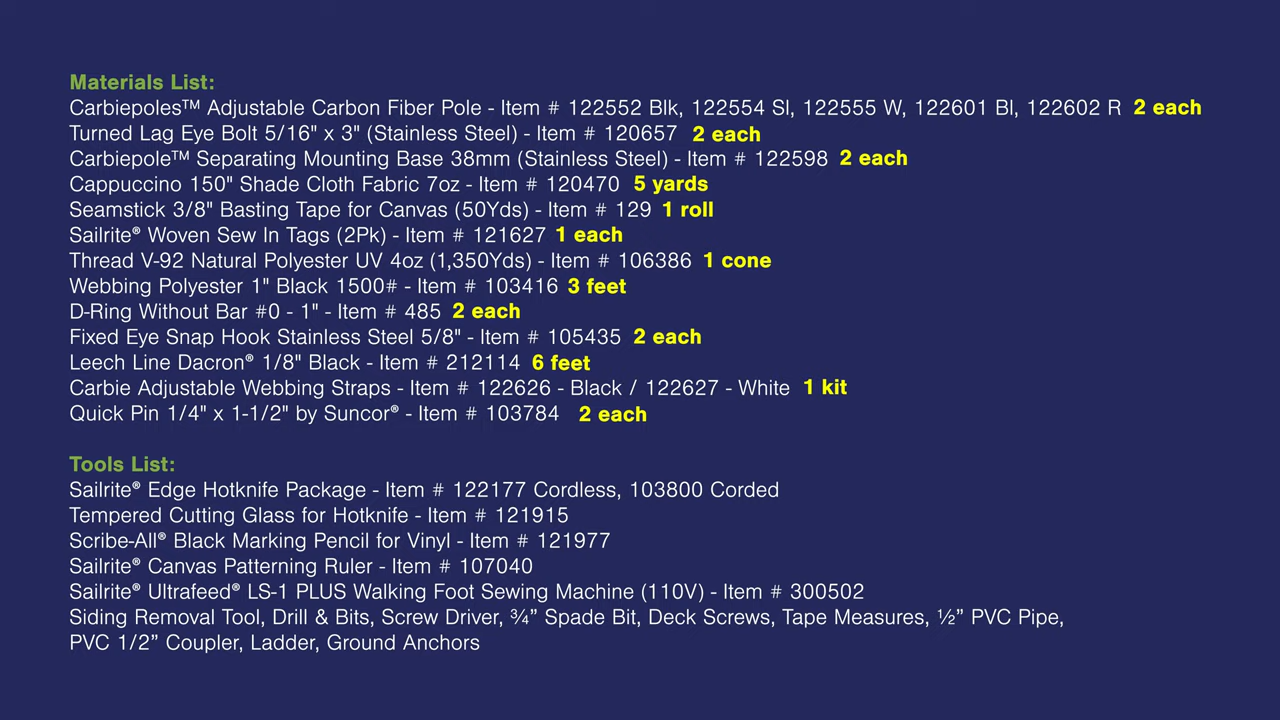 Materials List:
Carbiepoles™ Adjustable Carbon Fiber Pole - Item # 122552 Blk, 122554 Sl, 122555 W, 122601 Bl, 122602 R 2 each
Turned Lag Eye Bolt 5/16" x 3" (Stainless Steel) - Item # 120657 2 each
Carbiepole™ Separating Mounting Base 38mm (Stainless Steel) - Item # 122598 2 each
Cappuccino 150" Shade Cloth Fabric 7oz - Item # 120470 5 yards
Seamstick 3/8" Basting Tape for Canvas (50Yds) - Item # 129 1 roll
Sailrite® Woven Sew In Tags (2Pk) - Item # 121627 1 each
Thread V-92 Natural Polyester UV 4oz (1,350Yds) - Item # 106386 1 cone
Webbing Polyester 1" Black 1500# - Item # 103416 3 feet
D-Ring Without Bar #0 - 1" - Item # 485 2 each
Fixed Eye Snap Hook Stainless Steel 5/8" - Item # 105435 2 each
Leech Line Dacron® 1/8" Black - Item # 212114 6 feet
Carbie Adjustable Webbing Straps - Item # 122626 - Black / 122627 - White 1 kit
Quick Pin 1/4" x 1-1/2" by Suncor® - Item # 103784 2 each
Tools List:
Sailrite® Edge Hotknife Package - Item # 122177 Cordless, 103800 Corded
Tempered Cutting Glass for Hotknife - Item # 121915
Scribe-All® Black Marking Pencil for Vinyl - Item # 121977
Sailrite® Canvas Patterning Ruler - Item # 107040
Sailrite® Ultrafeed® LS-1 PLUS Walking Foot Sewing Machine (110V) - Item # 300502
Siding Removal Tool, Drill & Bits, Screw Driver, ¾” Spade Bit, Deck Screws, Tape Measures, ½” PVC Pipe,
PVC 1/2” Coupler, Ladder, Ground Anchors